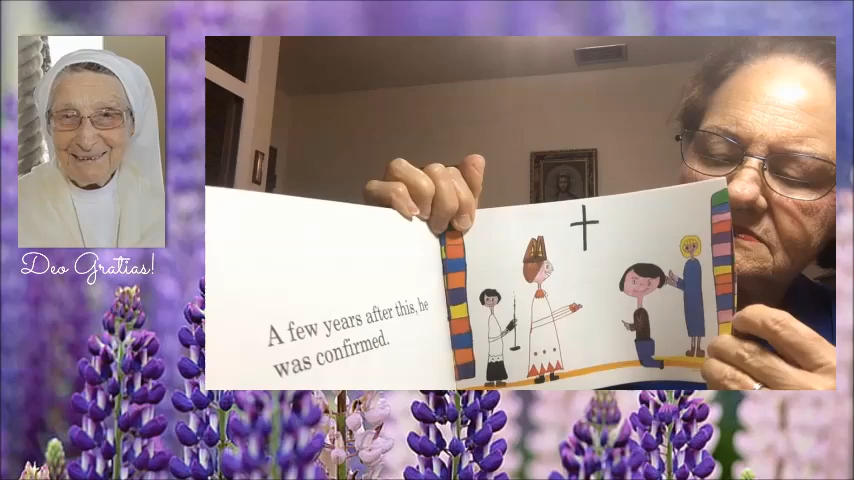 Deo Gratias!
A few years after this, he
was confirmed.